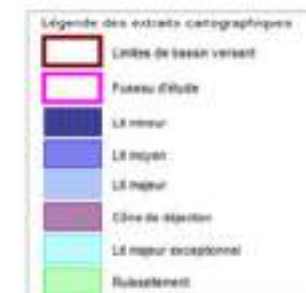 Légende des extraits cartographiques
Limites de bassin versant
Fuseau d'étude
Lit mineur
Lit moyen
Lit majeur
Cône de déjection
Lit majeur exceptionnel
Ruissellement